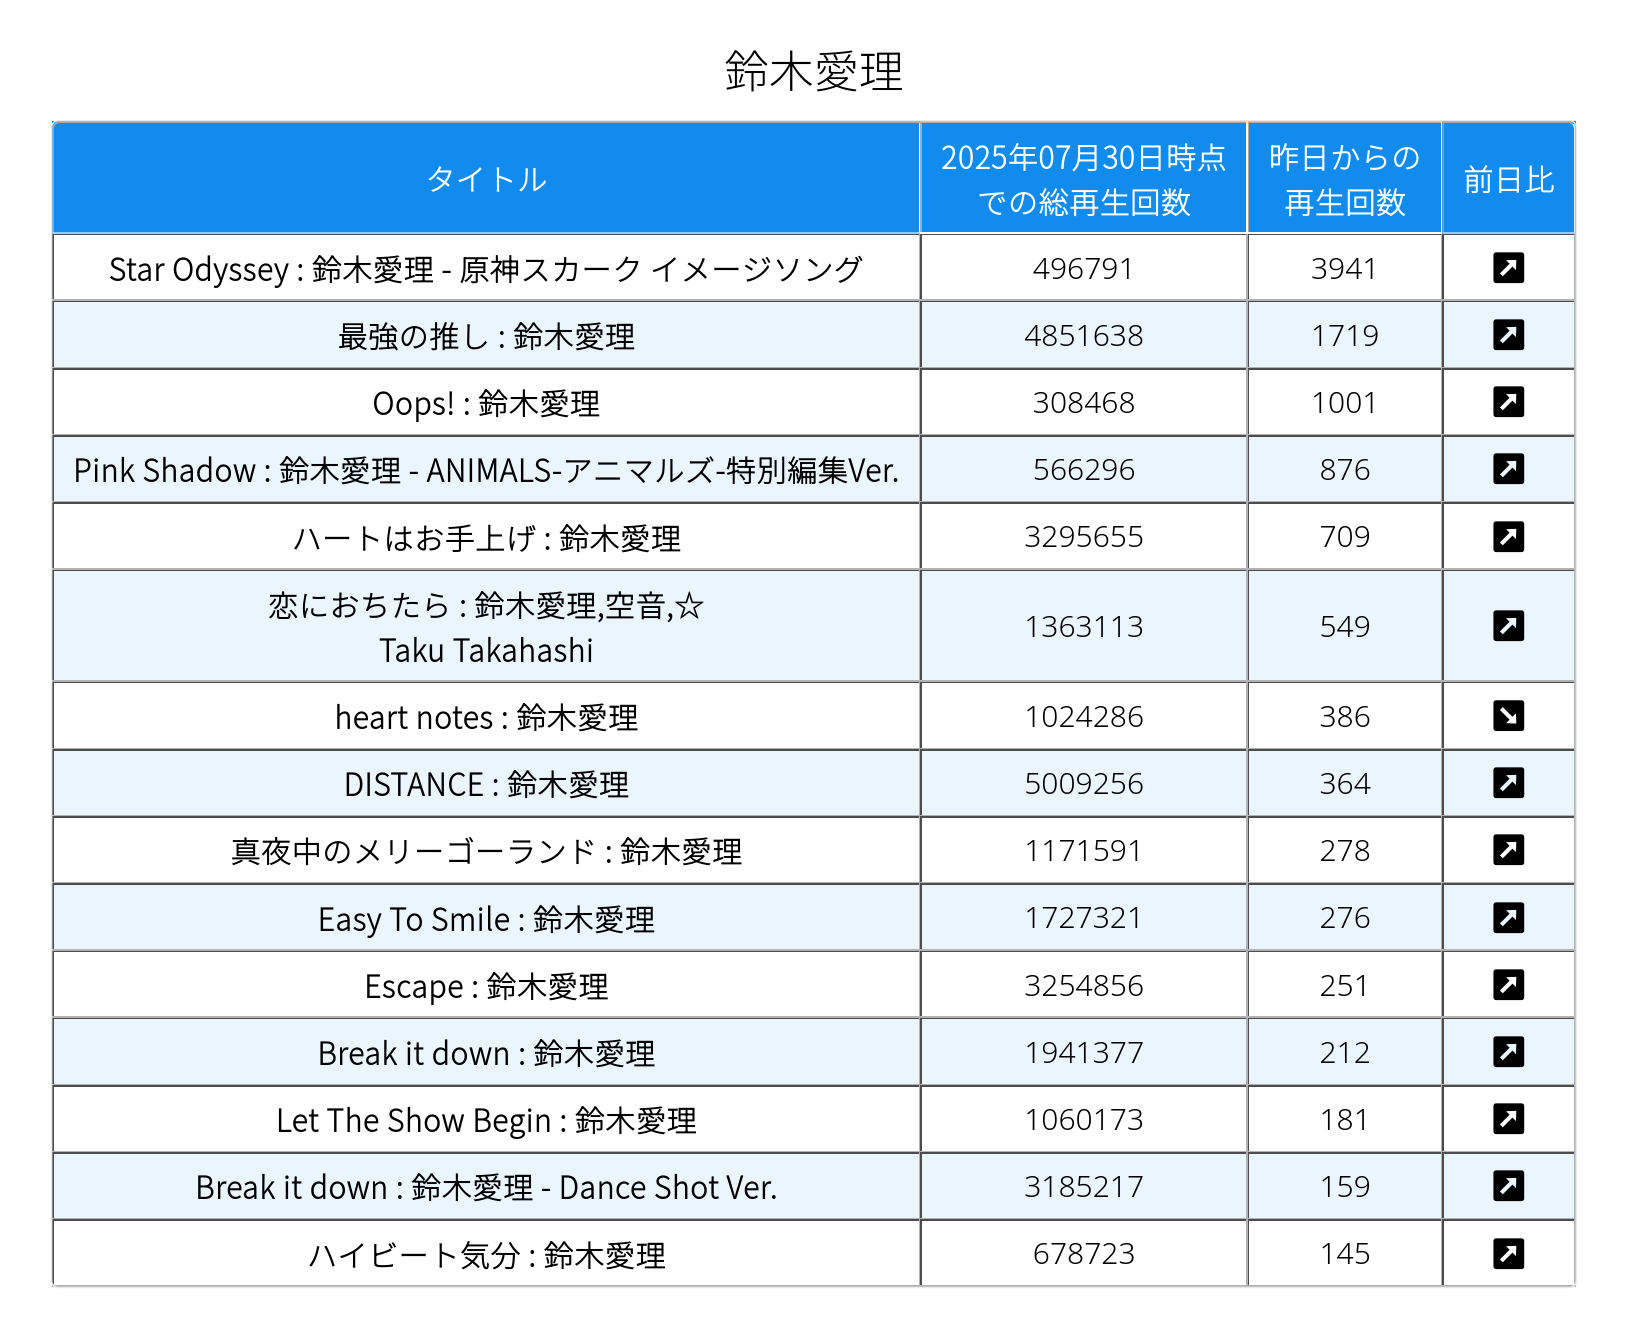 鈴木愛理
タイトル
2025年07月30日時点
での総再生回数
昨日からの
再生回数
前日比
Star Odyssey : 鈴木愛理 - 原神スカーク イメージソング 496791 3941
最強の推し : 鈴木愛理 4851638 1719
Oops! : 鈴木愛理 308468 1001
Pink Shadow : 鈴木愛理 - ANIMALS-アニマルズ-特別編集Ver. 566296 876
ハートはお手上げ : 鈴木愛理 3295655 709
恋におちたら : 鈴木愛理,空音,☆
Taku Takahashi 1363113 549
heart notes : 鈴木愛理 1024286 386
DISTANCE : 鈴木愛理 5009256 364
真夜中のメリーゴーランド : 鈴木愛理 1171591 278
Easy To Smile : 鈴木愛理 1727321 276
Escape : 鈴木愛理 3254856 251
Break it down : 鈴木愛理 1941377 212
Let The Show Begin : 鈴木愛理 1060173 181
Break it down : 鈴木愛理 - Dance Shot Ver. 3185217 159
ハイビート気分 : 鈴木愛理 678723 145